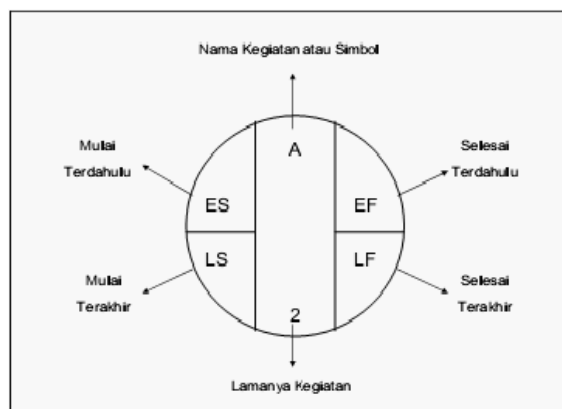 Nama Kegiatan atau Simbol
Mulai
Terdahulu
Selesai
Terdahulu
A
ES
EF
LS
LF
Mulai
Terakhir
Selesai
Terakhir
2
Lamanya Kegiatan